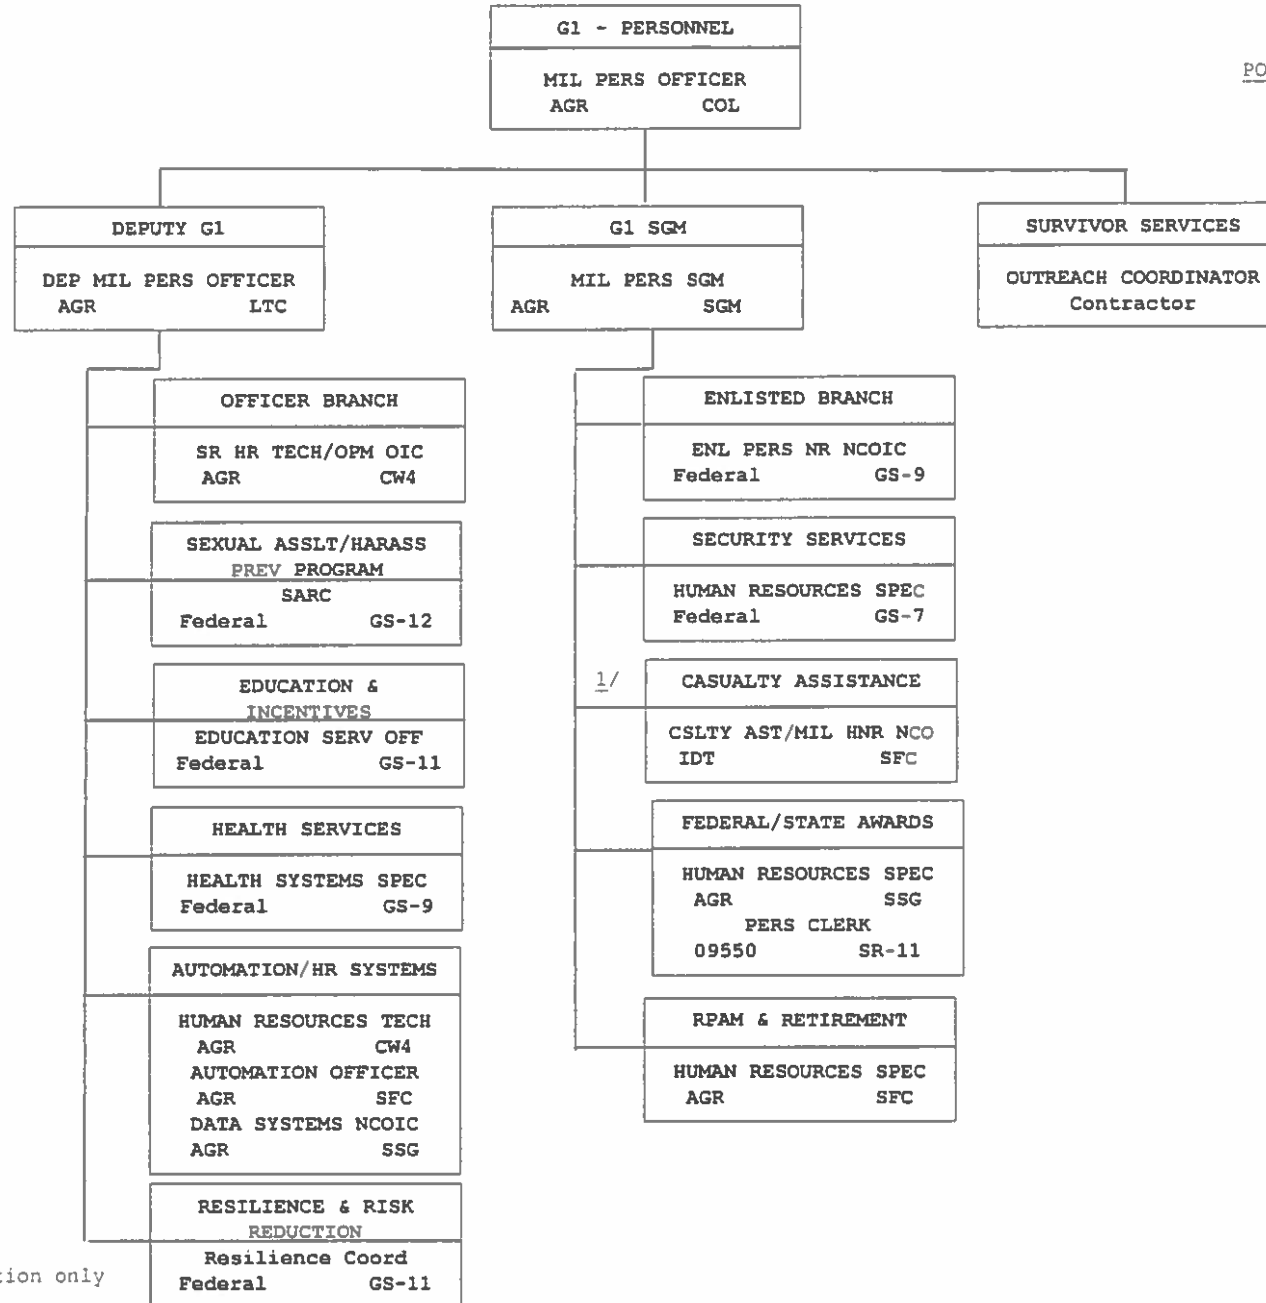 G1 - PERSONNEL
MIL PERS OFFICER
AGR COL
DEPUTY G1
DEP MIL PERS OFFICER
AGR LTC
G1 SGM
MIL PERS SGM
AGR SGM
SURVIVOR SERVICES
OUTREACH COORDINATOR
Contractor
OFFICER BRANCH
SR HR TECH/OPM OIC
AGR CW4
SEXUAL ASSLT/HARASS
PREV PROGRAM
SARC
Federal GS-12
EDUCATION &
INCENTIVES
EDUCATION SERV OFF
Federal GS-11
HEALTH SERVICES
HEALTH SYSTEMS SPEC
Federal GS-9
AUTOMATION/HR SYSTEMS
HUMAN RESOURCES TECH
AGR CW4
AUTOMATION OFFICER
AGR SFC
DATA SYSTEMS NCOIC
AGR SSG
RESILIENCE & RISK
REDUCTION
Resilience Coord
Federal GS-11
ENLISTED BRANCH
ENL PERS NR NCOIC
Federal GS-9
SECURITY SERVICES
HUMAN RESOURCES SPEC
Federal GS-7
1/
CASUALTY ASSISTANCE
CSLTY AST/MIL HNR NCO
IDT SFC
FEDERAL/STATE AWARDS
HUMAN RESOURCES SPEC
AGR SSG
PERS CLERK
09550 SR-11
RPAM & RETIREMENT
HUMAN RESOURCES SPEC
AGR SFC
only